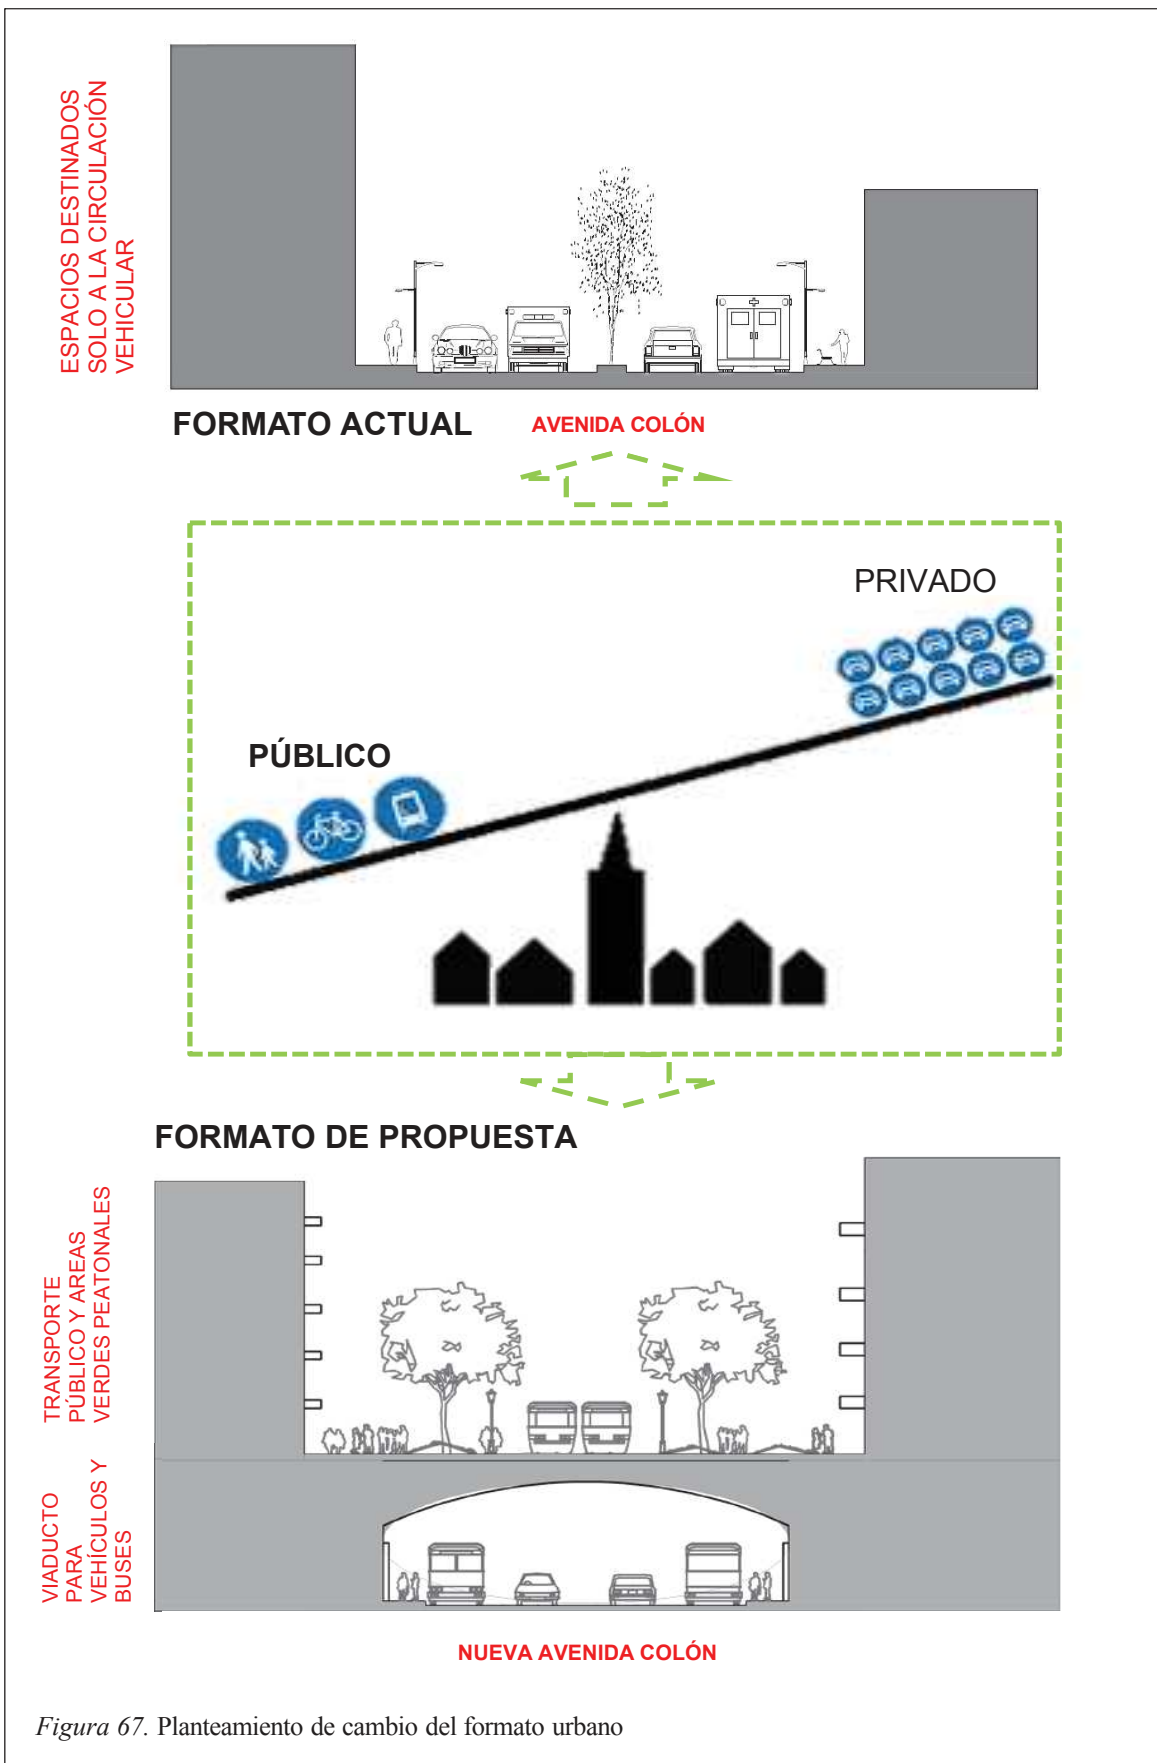 ESPACIOS DESTINADOS
SOLO A LA CIRCULACIÓN
VEHICULAR
FORMATO ACTUAL
AVENIDA COLÓN
PRIVADO
PÚBLICO
FORMATO DE PROPUESTA
TRANSPORTE
PÚBLICO Y AREAS
VERDES PEATONALES
VIADUCTO
PARA
VEHÍCULOS Y
BUSES
NUEVA AVENIDA COLÓN
Figura 67. Planteamiento de cambio del formato urbano